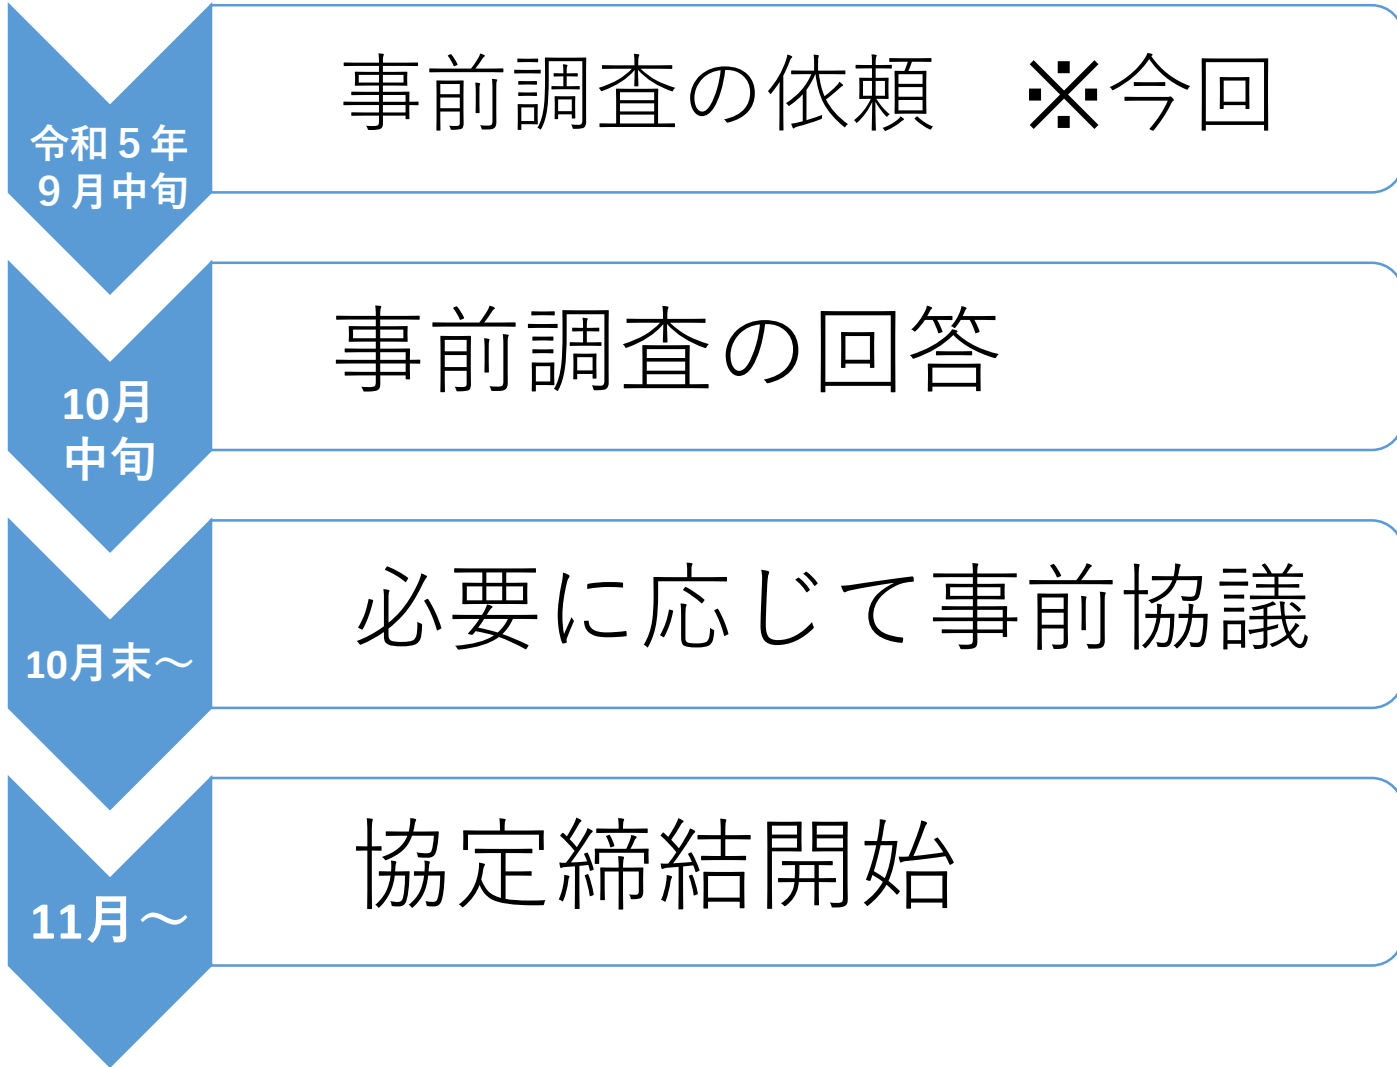 令和５年
９月中旬
事前調査の依頼　※今回
10月
中旬
事前調査の回答
10月末～
必要に応じて事前協議
11月～
協定締結開始